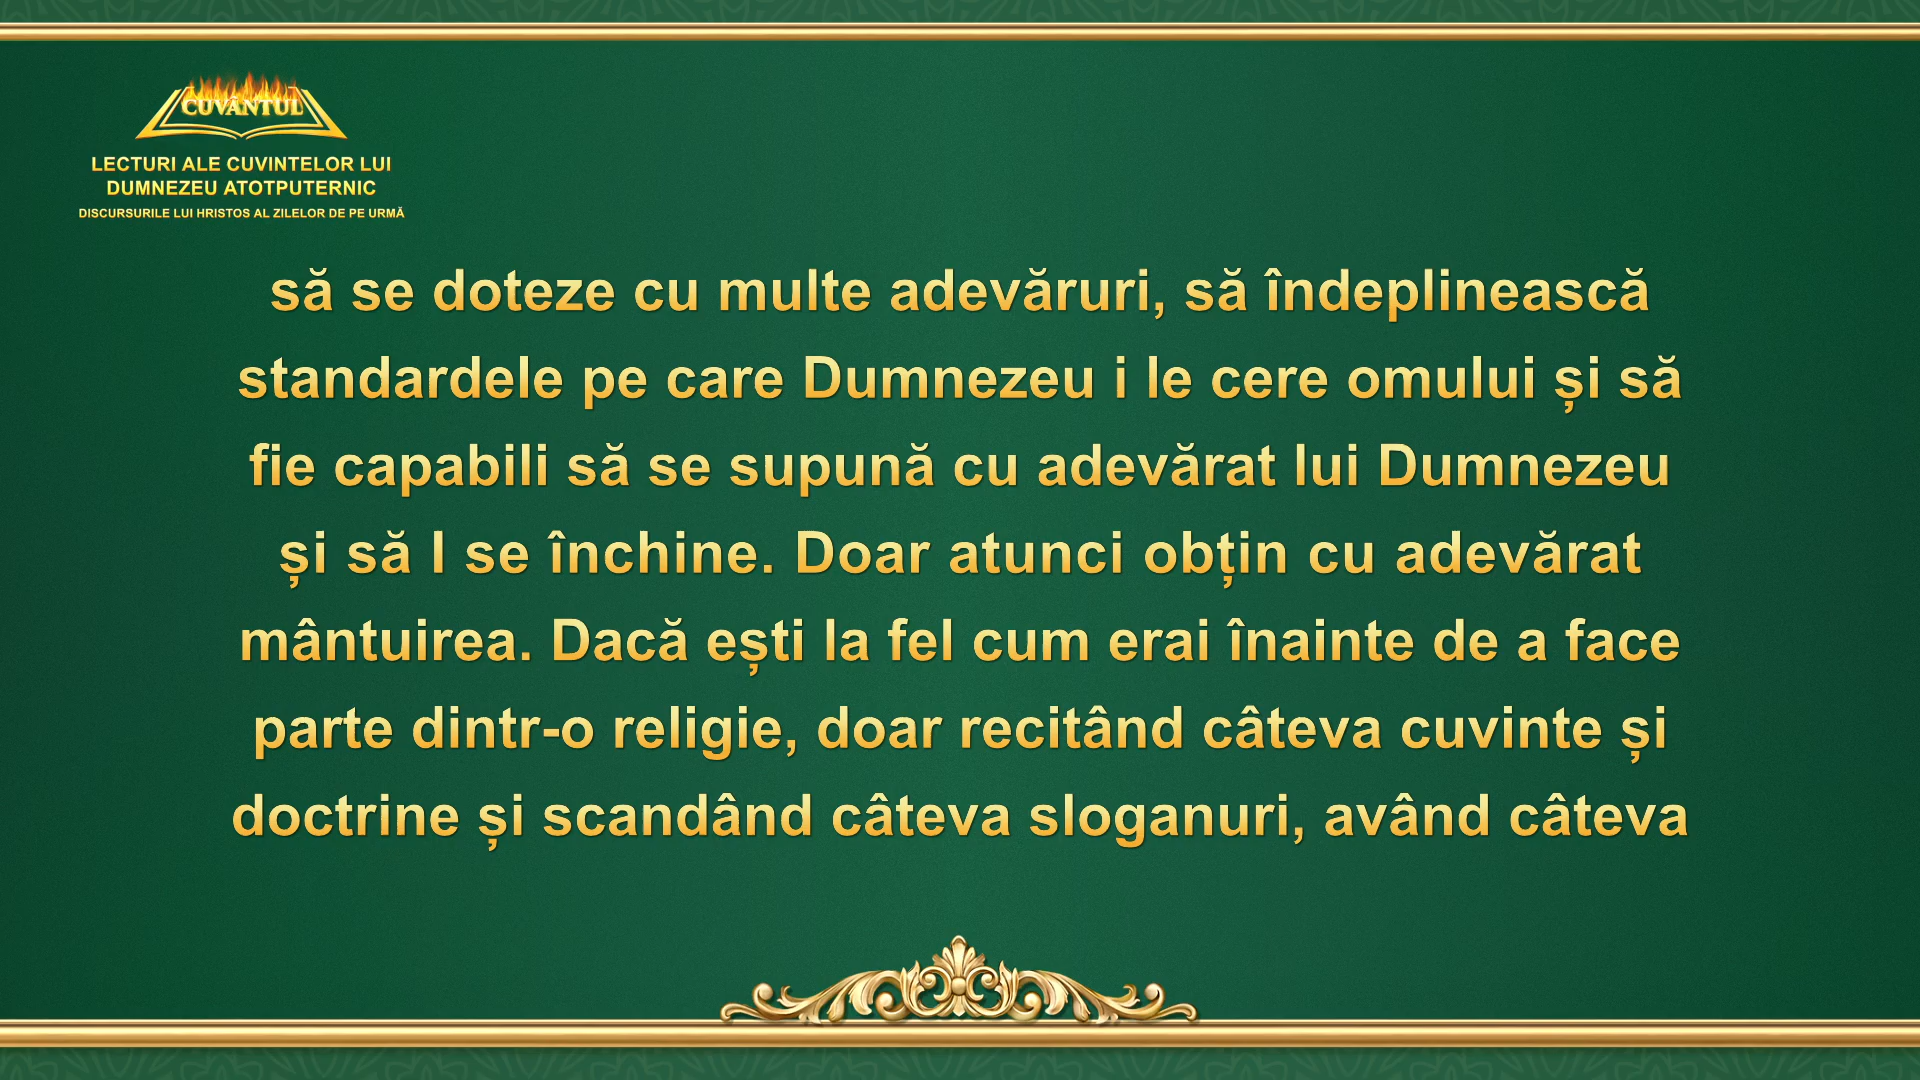 CUVÂNTUL
LECTURI ALE CUVINTELOR LUI
DUMNEZEU ATOTPUTERNIC
DISCURSURILE LUI HRISTOS AL ZILELOR DE PE URMĂ
să se doteze cu multe adevăruri, să îndeplinească
standardele pe care Dumnezeu i le cere omului și să
fie capabili să se supună cu adevărat lui Dumnezeu
și să I se închine. Doar atunci obțin cu adevărat
mântuirea. Dacă ești la fel cum erai înainte de a face
parte dintr-o religie, doar recitând câteva cuvinte și
doctrine și scandând câteva sloganuri, având câteva